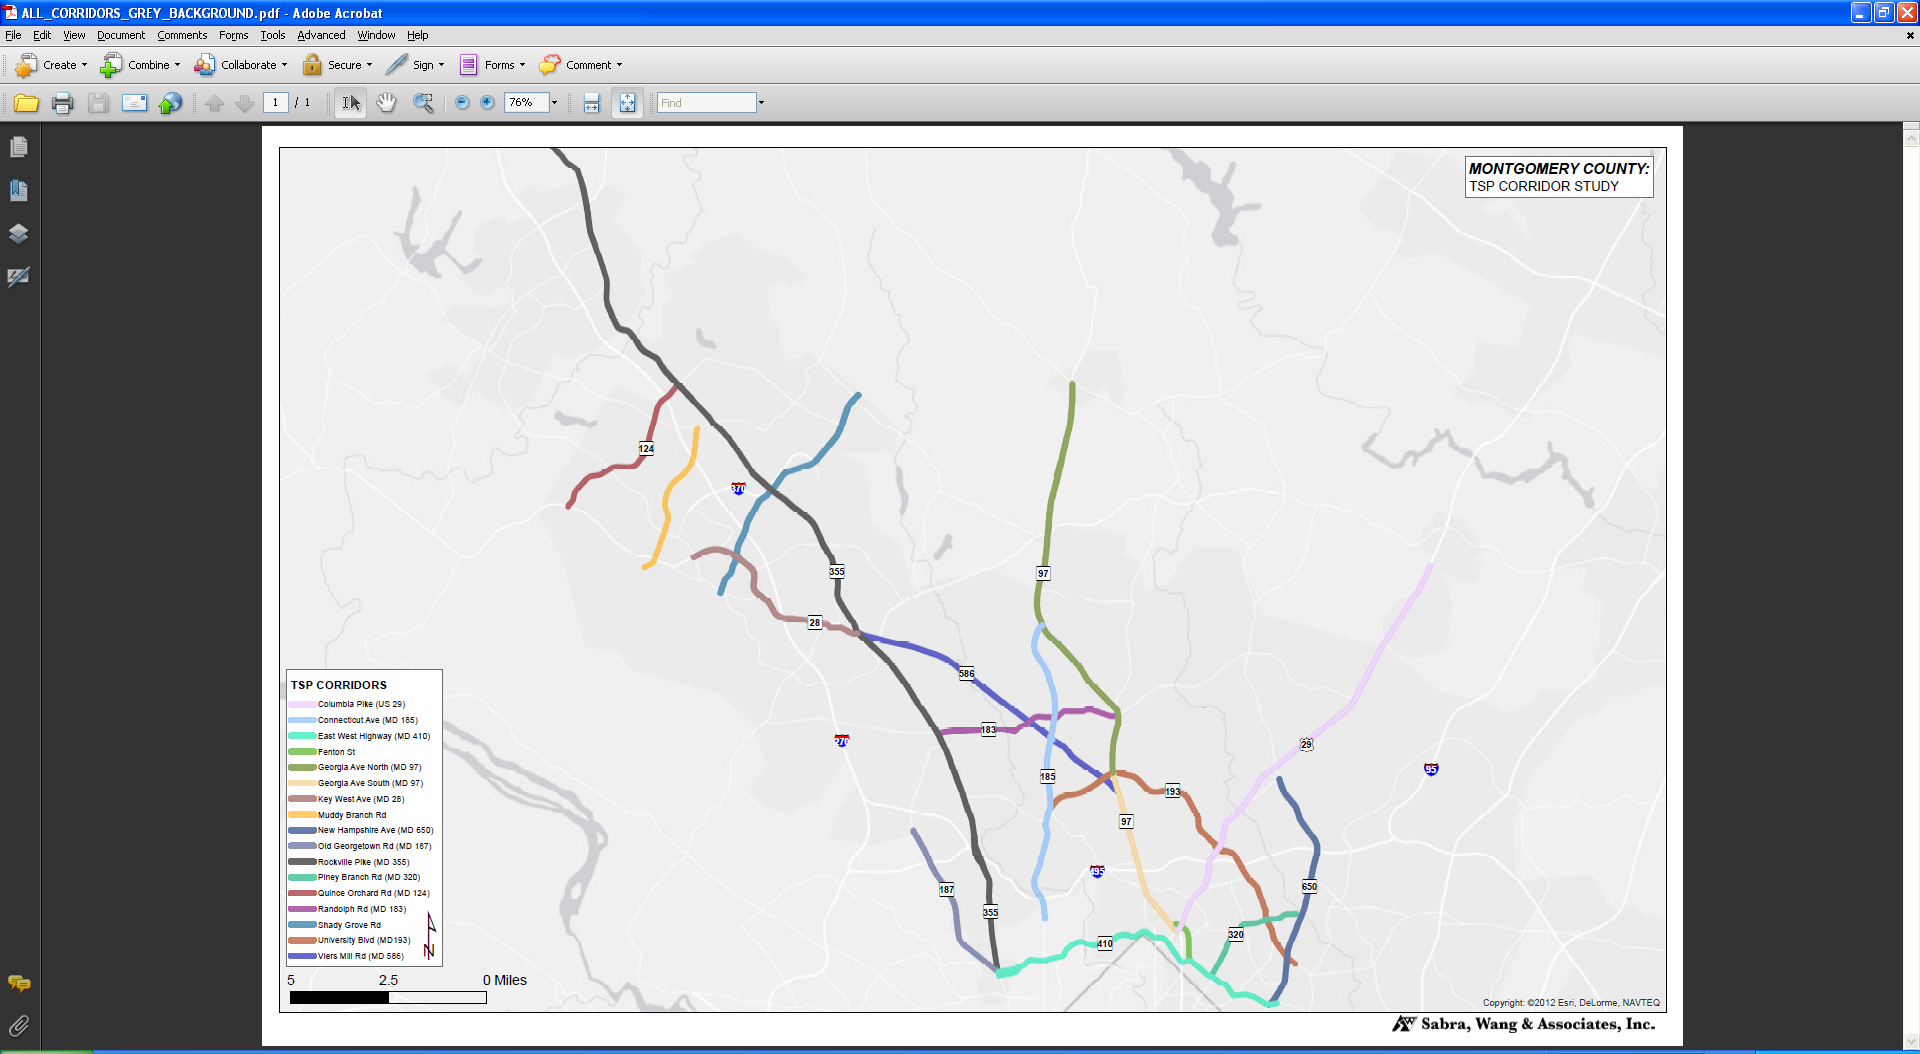 ALL_CORRIDORS_GREY_BACKGROUND.pdf - Adobe Acrobat
File Edit View Document Comments Forms Tools Advanced Window Help
Create Combine Collaborate Secure Sign Forms Comment
1 / 1 76% Find
MONTGOMERY COUNTY:
TSP CORRIDOR STUDY
124
370
97
355
28
586
183
270
29
95
185
193
97
495
187
650
355
320
410
TSP CORRIDORS
Columbia Pike (US 29)
Connecticut Ave (MD 185)
East West Highway (MD 410)
Fenton St
Georgia Ave North (MD 97)
Georgia Ave South (MD 97)
Key West Ave (MD 28)
Muddy Branch Rd
New Hampshire Ave (MD 650)
Old Georgetown Rd (MD 187)
Rockville Pike (MD 355)
Piney Branch Rd (MD 320)
Quince Orchard Rd (MD 124)
Randolph Rd (MD 183)
Shady Grove Rd
University Blvd (MD193)
Viers Mill Rd (MD 586)
N
5 2.5 0 Miles
Copyright: ©2012 Esri, DeLorme, NAVTEQ
Sabra, Wang & Associates, Inc.